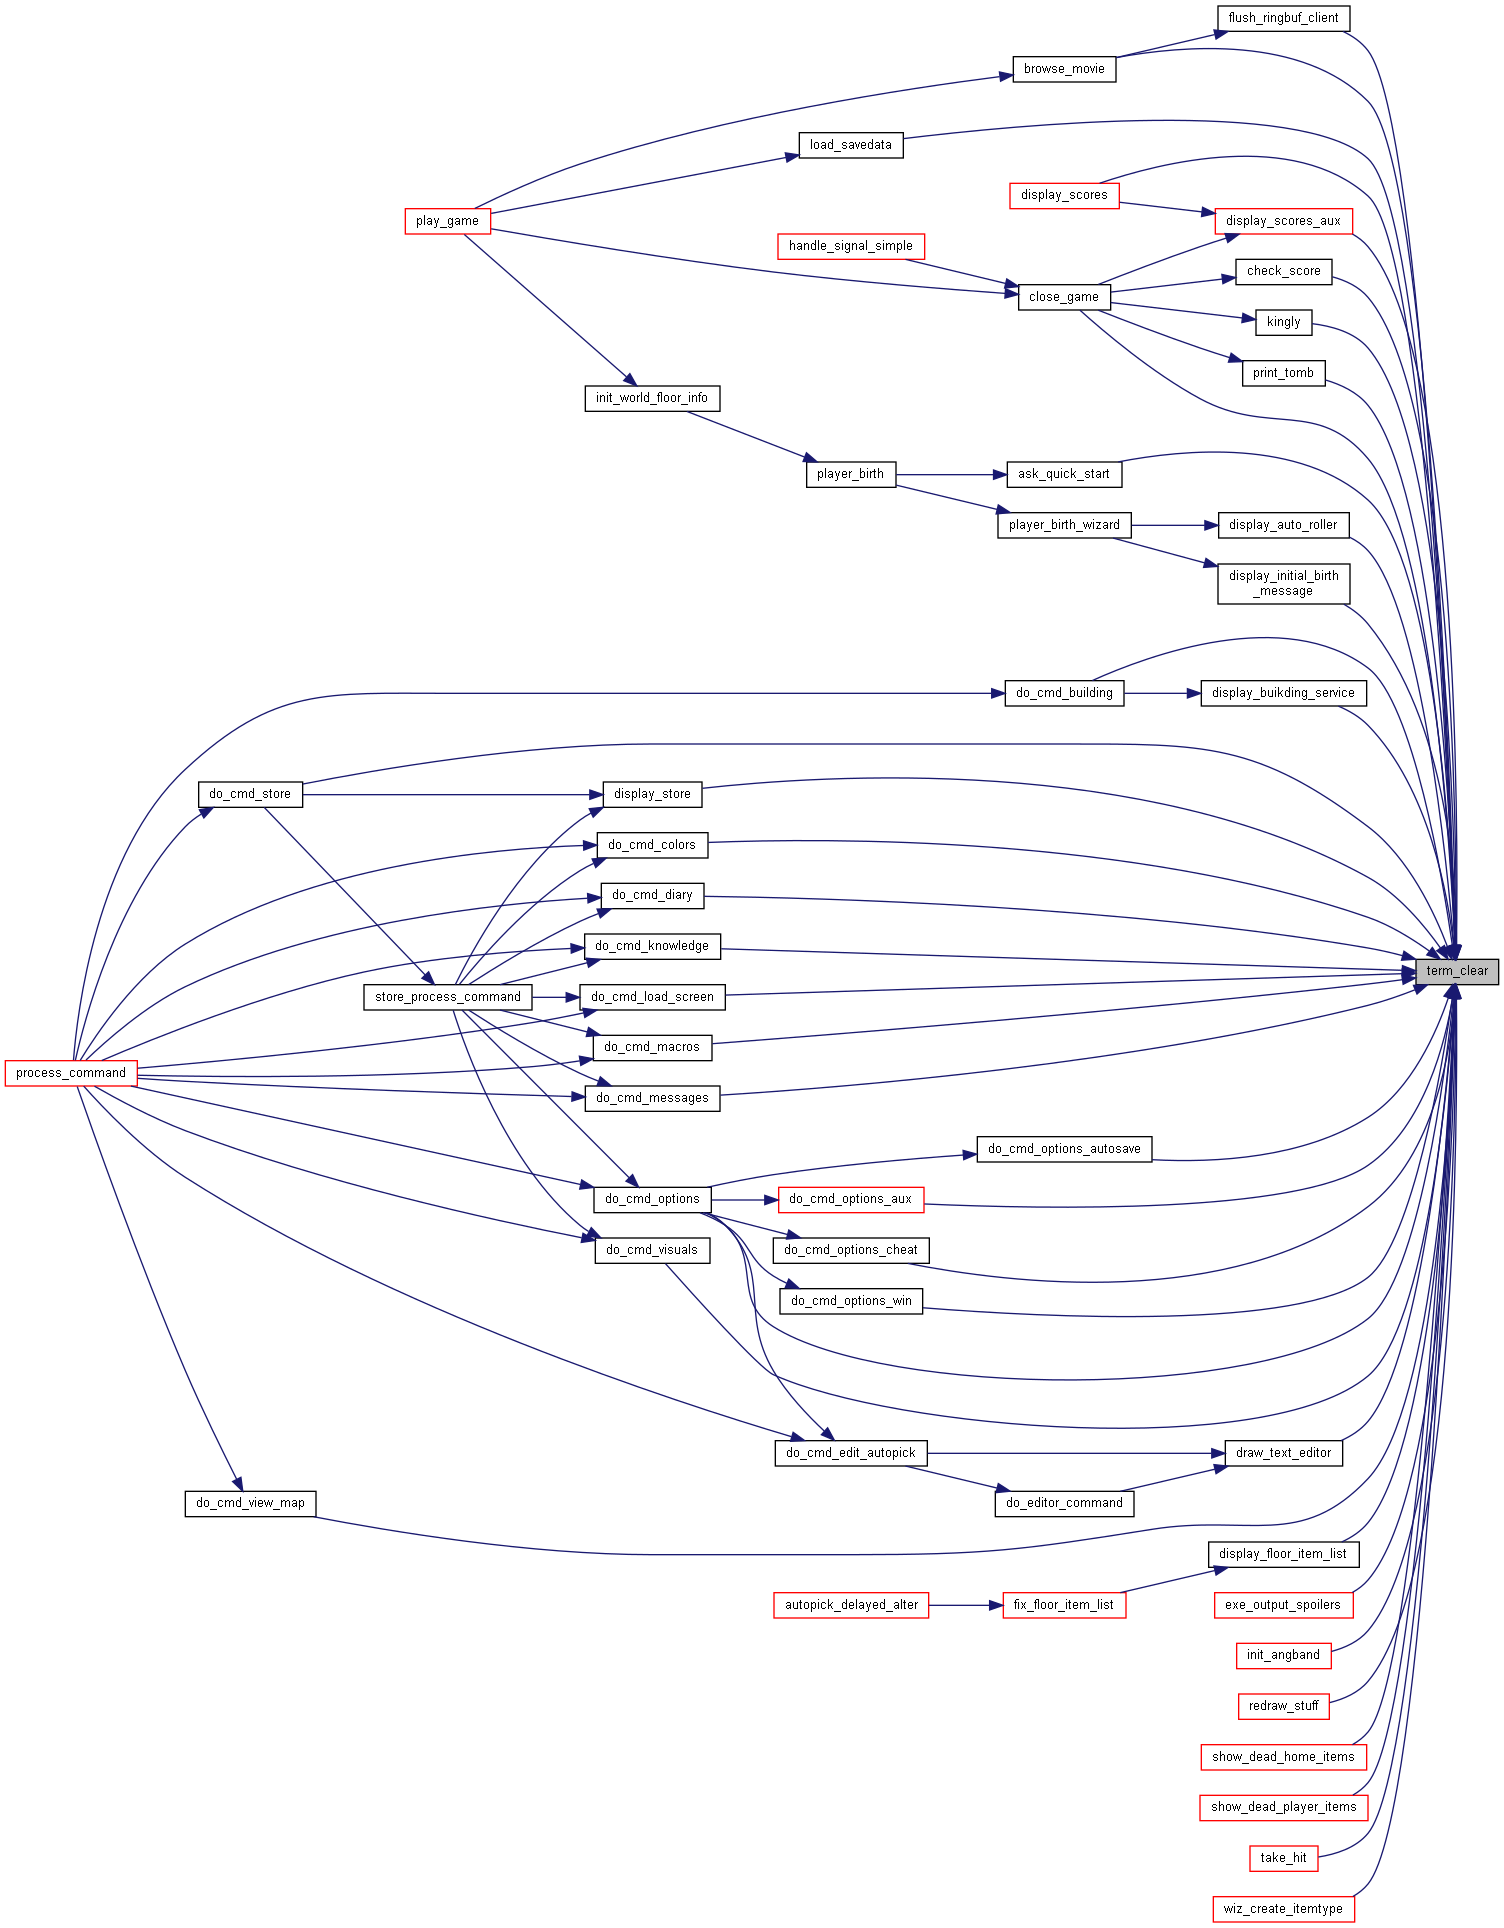 flush_ringbuf_client
browse_movie
load_savedata
display_scores
play_game
display_scores_aux
handle_signal_simple
check_score
close_game
kingly
print_tomb
init_world_floor_info
player_birth
ask_quick_start
player_birth_wizard
display_auto_roller
display_initial_birth
_message
do_cmd_building
display_buikding_service
do_cmd_store
display_store
do_cmd_colors
do_cmd_diary
do_cmd_knowledge
term_clear
store_process_command
do_cmd_load_screen
do_cmd_macros
process_command
do_cmd_messages
do_cmd_options_autosave
do_cmd_options
do_cmd_options_aux
do_cmd_visuals
do_cmd_options_cheat
do_cmd_options_win
do_cmd_edit_autopick
draw_text_editor
do_cmd_view_map
do_editor_command
display_floor_item_list
autopick_delayed_alter
fix_floor_item_list
exe_output_spoilers
init_angband
redraw_stuff
show_dead_home_items
show_dead_player_items
take_hit
wiz_create_itemtype